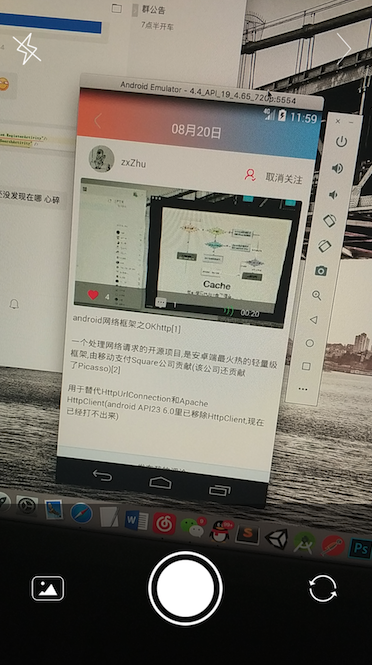 群公告
7点半开车
Android Emulator - 4.4_API_19_4.65_720p:5554
11:59
08月20日
zxZhu
取消关注
没发现在哪 心碎
Cache
4
00:20
android网络框架之OKhttp[1]
一个处理网络请求的开源项目,是安卓端最火热的轻量级
框架,由移动支付Square公司贡献(该公司还贡献
了Picasso)[2]
用于替代HttpUrlConnection和Apache
HttpClient(android API23 6.0里已移除HttpClient,现在
已经打不出来)
W
S
Ps